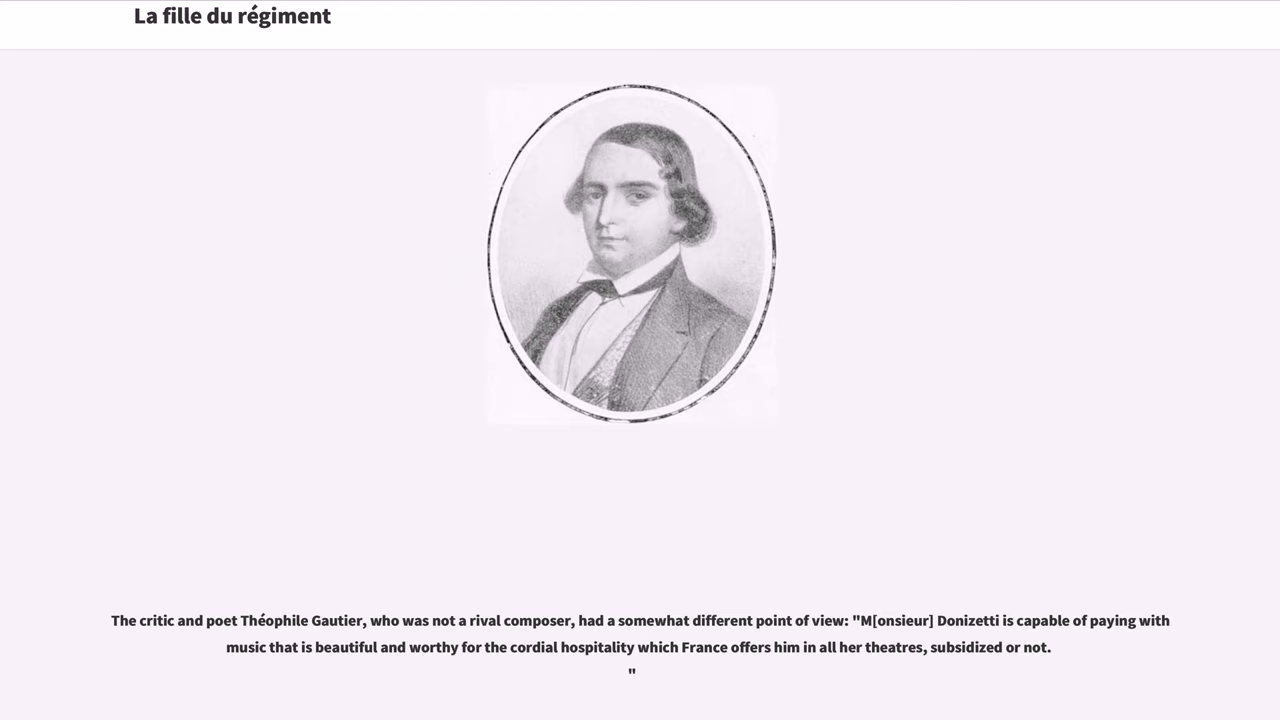 La fille du régiment
The critic and poet Théophile Gautier, who was not a rival composer, had a somewhat different point of view: "M[onsieur] Donizetti is capable of paying with
music that is beautiful and worthy for the cordial hospitality which France offers him in all her theatres, subsidized or not.
"